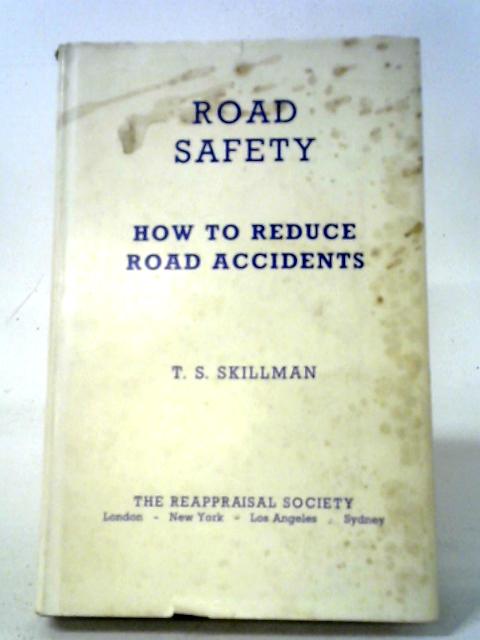 ROAD
SAFETY
HOW TO REDUCE
ROAD ACCIDENTS
T. S. SKILLMAN
THE REAPPRAISAL SOCIETY
London - New York - Los Angeles . Sydney